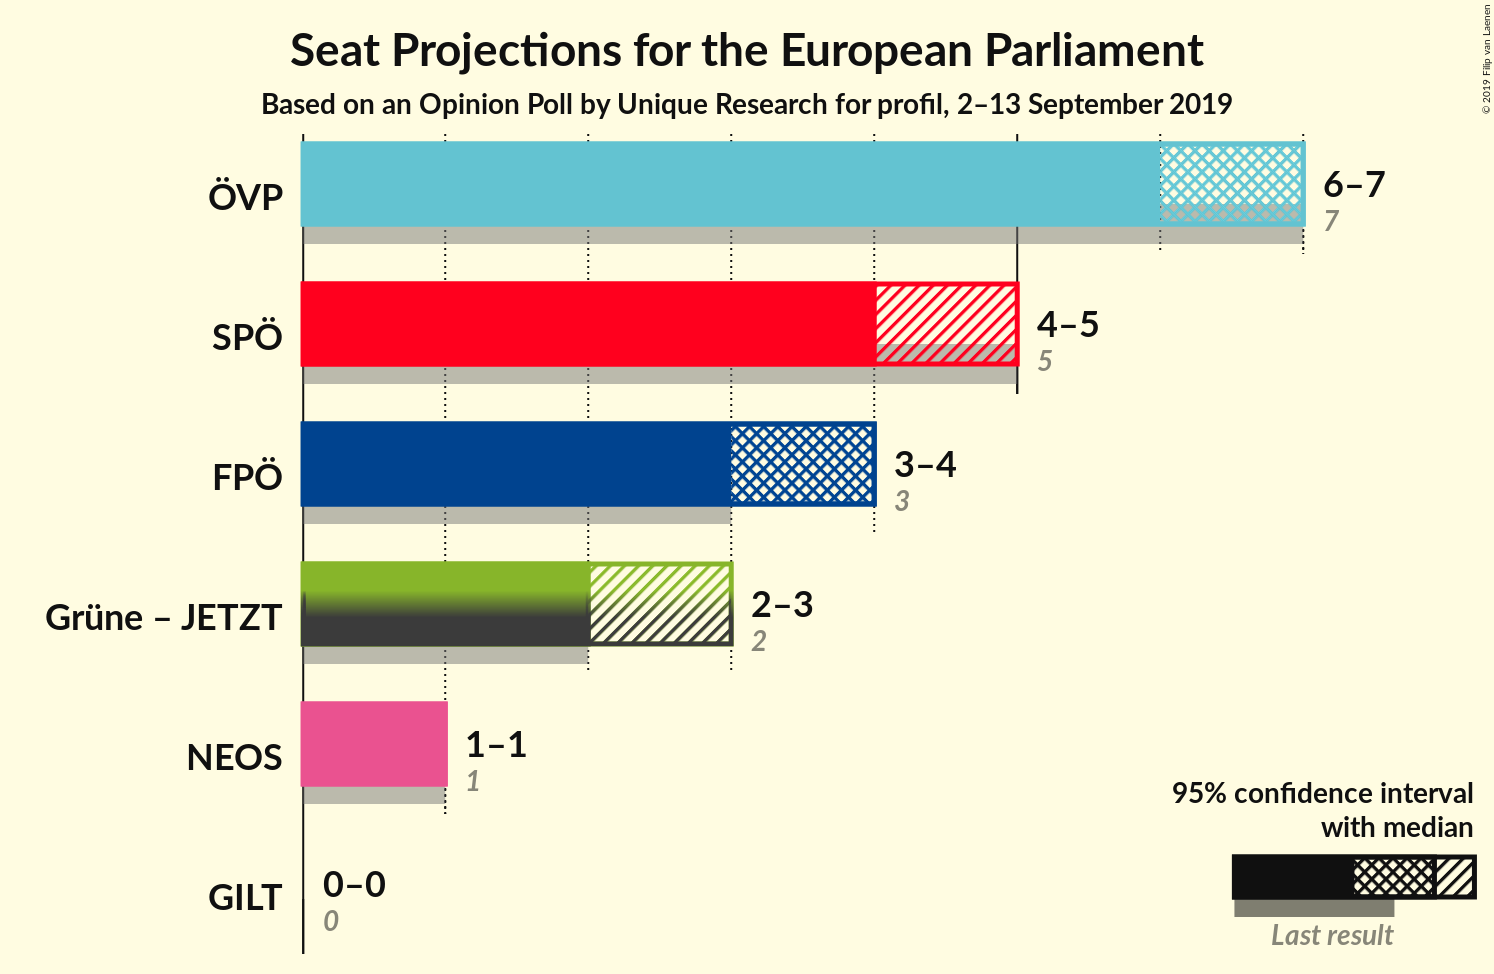 Seat Projections for the European Parliament
Based on an Opinion Poll by Unique Research for profil, 2–13 September 2019
© 2019 Filip van Laenen
ÖVP
6–7
7
SPÖ
4–5
5
FPÖ
3–4
3
Grüne – JETZT
2–3
2
NEOS
1–1
1
GILT
0–0
0
95% confidence interval
with median
Last result